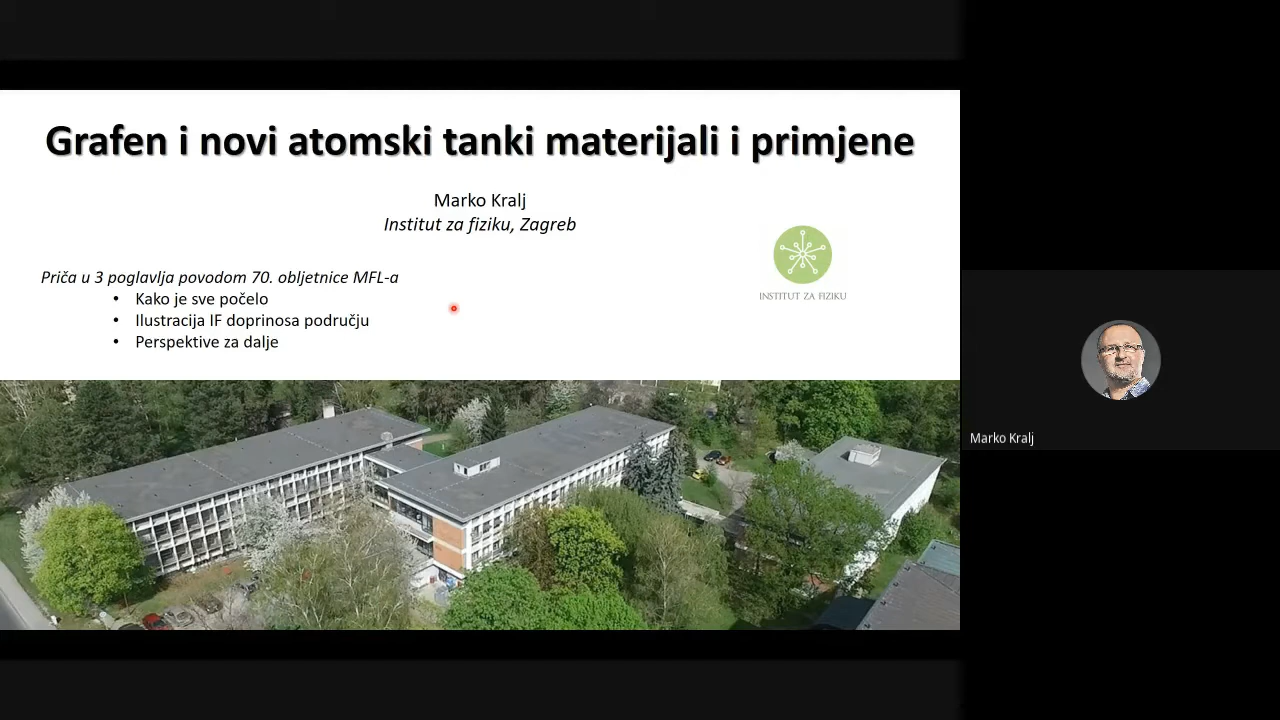 Grafen i novi atomski tanki materijali i primjene
Marko Kralj
Institut za fiziku, Zagreb
INSTITUT ZA FIZIKU
Priča u 3 poglavlja povodom 70. obljetnice MFL-a
• Kako je sve počelo
• Ilustracija IF doprinosa području
• Perspektive za dalje
Marko Kralj